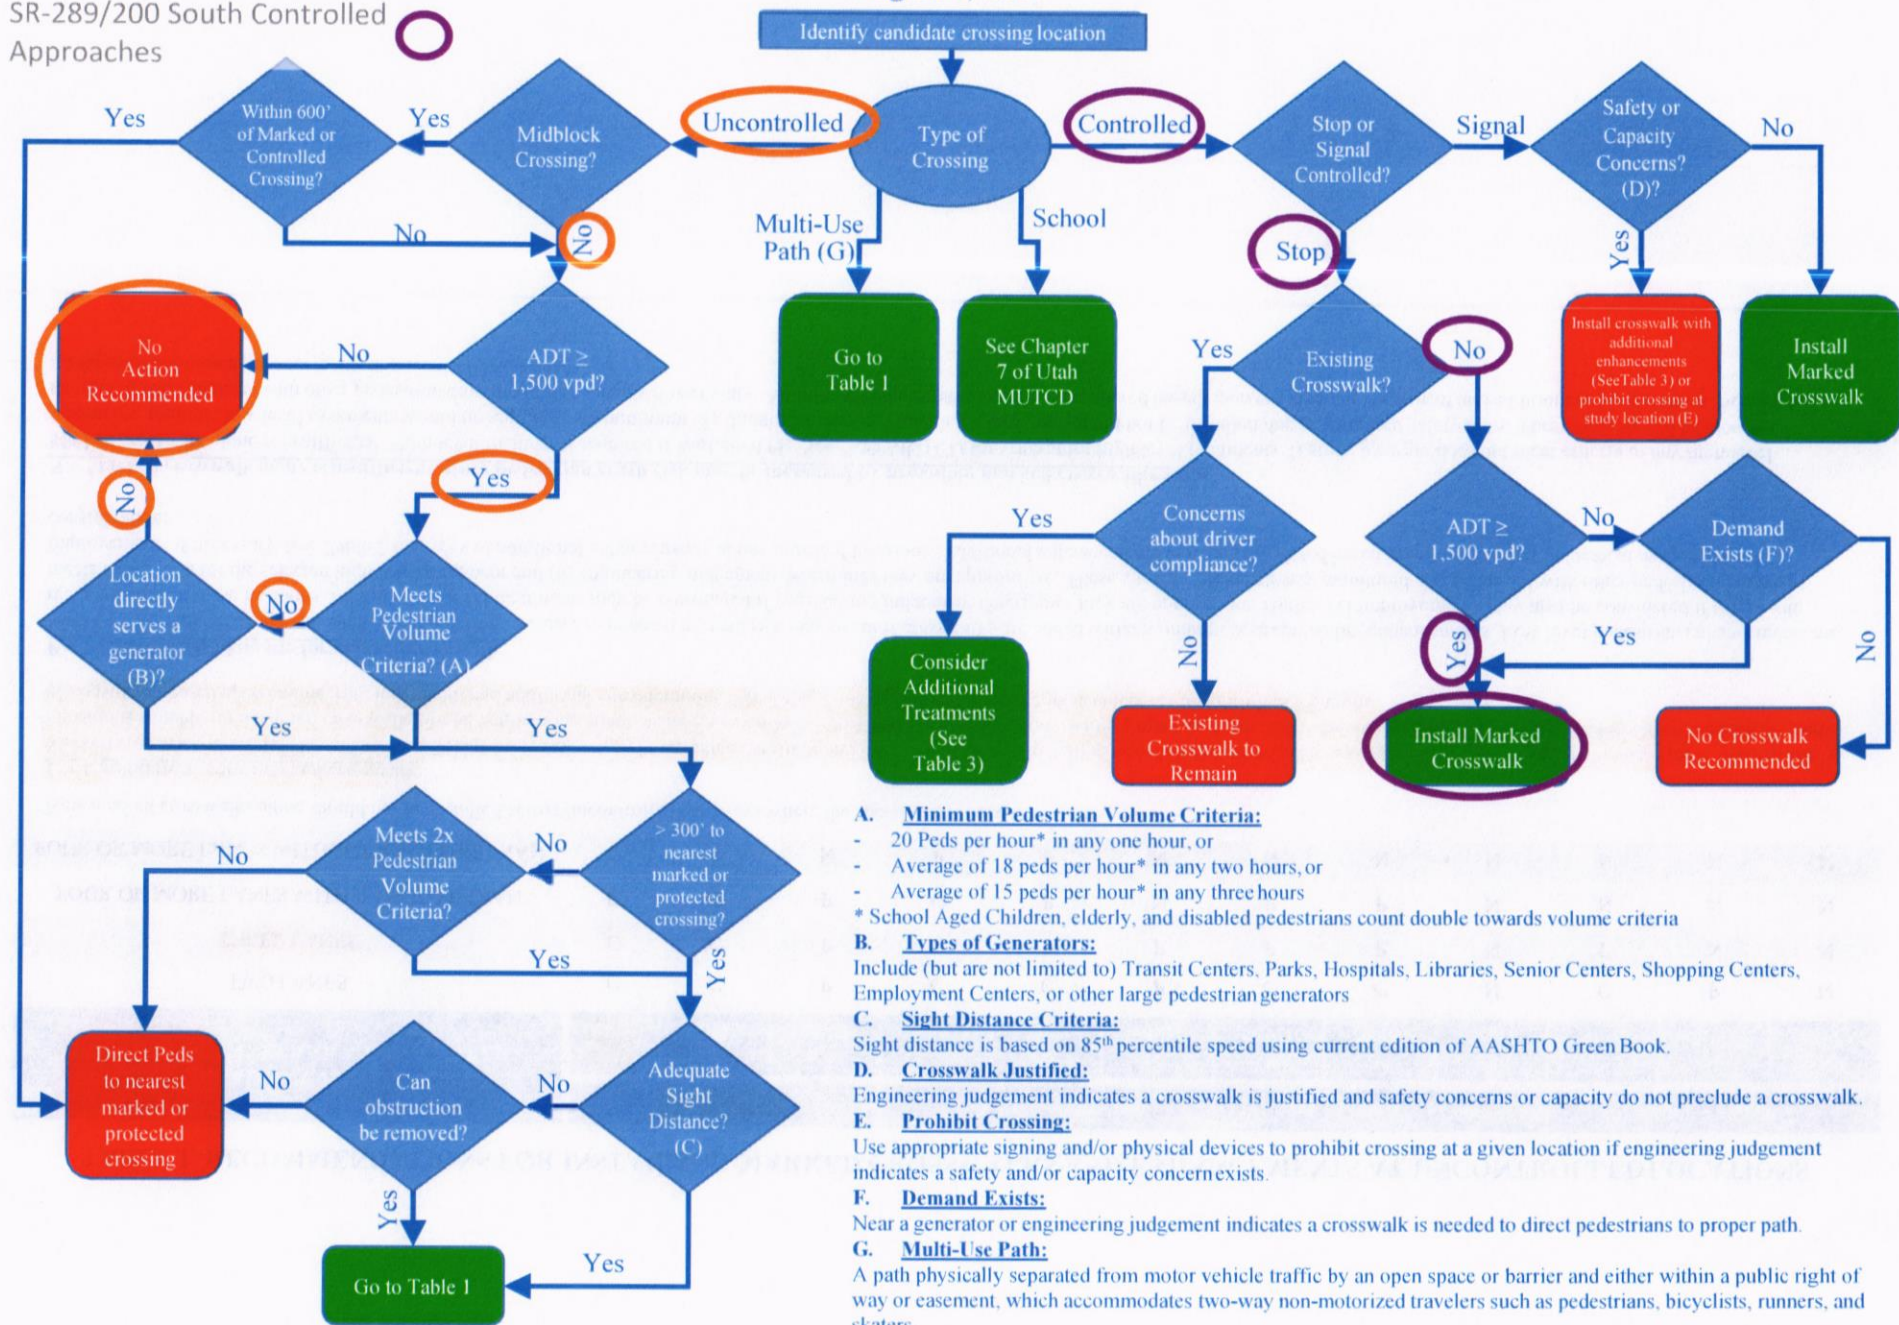 SR-289/200 South Controlled
Approaches
Identify candidate crossing location
Yes
Within 600'
of Marked or
Controlled
Crossing?
Yes
Midblock
Crossing?
Uncontrolled
Type of
Crossing
Controlled
Stop or
Signal
Controlled?
Signal
Safety or
Capacity
Concerns?
(D)?
No
No
No
Multi-Use
Path (G)
School
Stop
Yes
No
Action
Recommended
No
ADT ≥
1,500 vpd?
Go to
Table 1
See Chapter
7 of Utah
MUTCD
Yes
Existing
Crosswalk?
No
Install crosswalk with
additional
enhancements
(SeeTable 3) or
prohibit crossing at
study location (E)
Install
Marked
Crosswalk
No
Yes
Location
directly
serves a
generator
(B)?
No
Meets
Pedestrian
Volume
Criteria? (A)
Yes
Concerns
about driver
compliance?
ADT ≥
1,500 vpd?
No
Demand
Exists (F)?
Consider
Additional
Treatments
(See
Table 3)
No
Yes
Yes
No
Existing
Crosswalk to
Remain
Install Marked
Crosswalk
No Crosswalk
Recommended
Yes
Yes
No
Meets 2x
Pedestrian
Volume
Criteria?
No
> 300' to
nearest
marked or
protected
crossing?
Yes
Yes
Direct Peds
to nearest
marked or
protected
crossing
No
Can
obstruction
be removed?
No
Adequate
Sight
Distance?
(C)
Yes
Go to Table 1
Yes
A. Minimum Pedestrian Volume Criteria:
- 20 Peds per hour* in any one hour, or
- Average of 18 peds per hour* in any two hours, or
- Average of 15 peds per hour* in any three hours
* School Aged Children, elderly, and disabled pedestrians count double towards volume criteria
B. Types of Generators:
Include (but are not limited to) Transit Centers, Parks, Hospitals, Libraries, Senior Centers, Shopping Centers,
Employment Centers, or other large pedestrian generators
C. Sight Distance Criteria:
Sight distance is based on 85th percentile speed using current edition of AASHTO Green Book.
D. Crosswalk Justified:
Engineering judgement indicates a crosswalk is justified and safety concerns or capacity do not preclude a crosswalk.
E. Prohibit Crossing:
Use appropriate signing and/or physical devices to prohibit crossing at a given location if engineering judgement
indicates a safety and/or capacity concern exists.
F. Demand Exists:
Near a generator or engineering judgement indicates a crosswalk is needed to direct pedestrians to proper path.
G. Multi-Use Path:
A path physically separated from motor vehicle traffic by an open space or barrier and either within a public right of
way or easement, which accommodates two-way non-motorized travelers such as pedestrians, bicyclists, runners, and
skaters